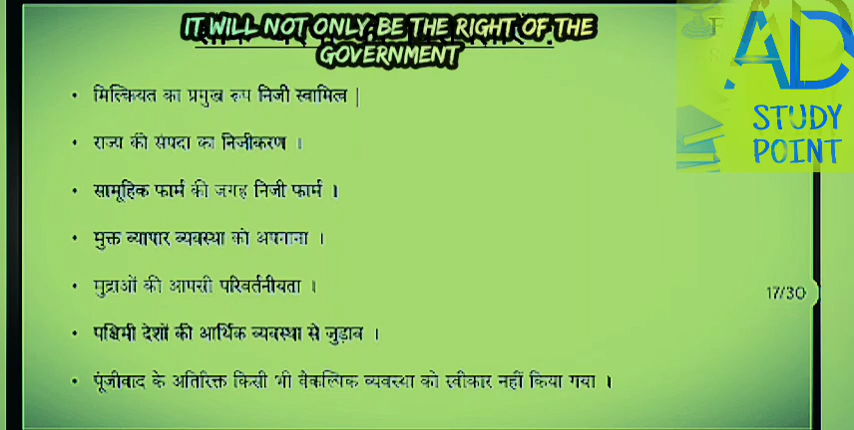 IT WILL NOT ONLY BE THE RIGHT OF THE
GOVERNMENT
AD
STUDY
POINT
• मिल्कियत का प्रमुख रूप निजी स्वामित्व |
• राज्य की संपदा का निजीकरण ।
• सामूहिक फार्म की जगह निजी फार्म ।
• मुक्त व्यापार व्यवस्था को अपनाना ।
• मुद्राओं की आपसी परिवर्तनीयता ।
17/30
• पश्चिमी देशों की आर्थिक व्यवस्था से जुड़ाव ।
• पूंजीवाद के अतिरिक्त किसी भी वैकल्पिक व्यवस्था को स्वीकार नहीं किया गया ।